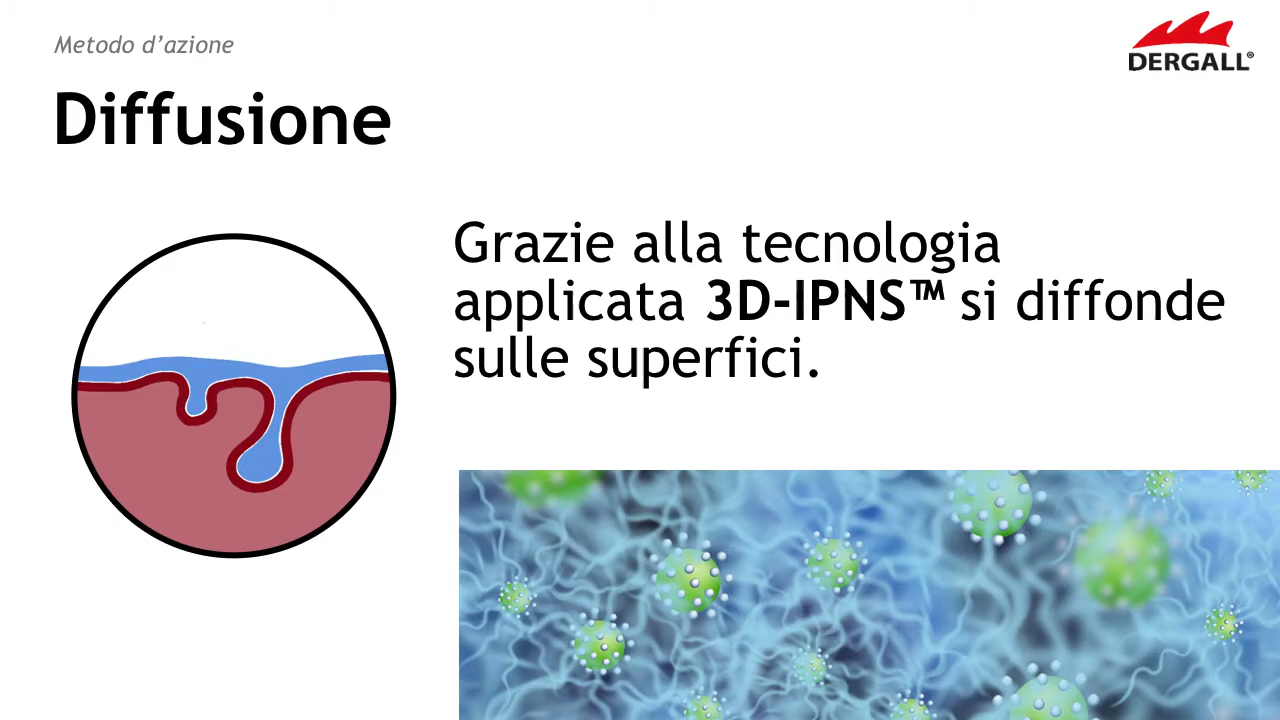 Metodo d’azione
DERGALL®
Diffusione
Grazie alla tecnologia
applicata 3D-IPNS™ si diffonde
sulle superfici.